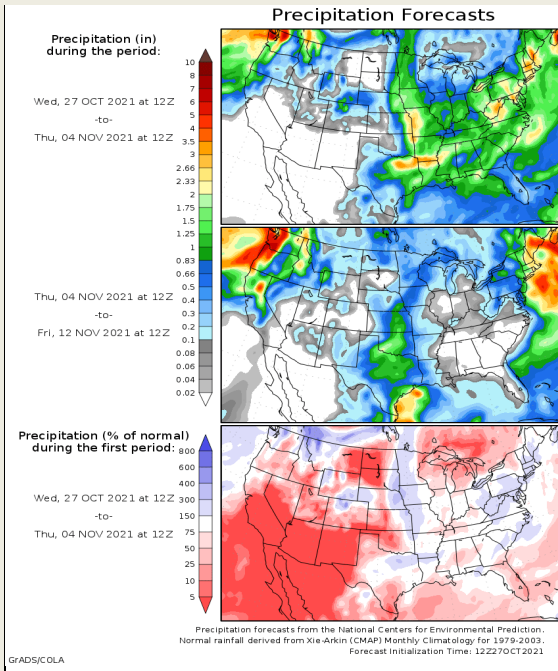 Precipitation Forecasts
Precipitation (in)
during the period:
Wed, 27 OCT 2021 at 12Z
-to-
Thu, 04 NOV 2021 at 12Z
10
8
7
6
5
4
3.5
3
2.66
2.33
2
1.75
1.5
1.25
1
0.83
0.66
0.5
0.4
0.3
0.2
0.1
0.08
0.06
0.04
0.02
Thu, 04 NOV 2021 at 12Z
-to-
Fri, 12 NOV 2021 at 12Z
Precipitation (% of normal)
during the first period:
Wed, 27 OCT 2021 at 12Z
-to-
Thu, 04 NOV 2021 at 12Z
800
600
400
300
150
75
50
25
10
5
Precipitation forecasts from the National Centers for Environmental Prediction.
Normal rainfall derived from Xie-Arkin (CMAP) Monthly Climatology for 1979-2003.
Forecast Initialization Time: 12Z27OCT2021
GrADS/COLA